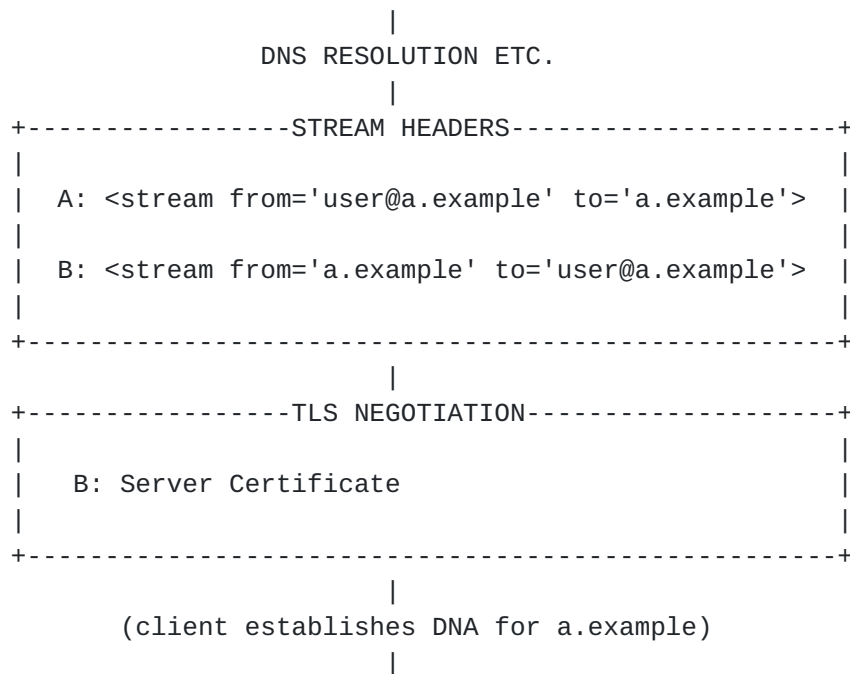 |
DNS RESOLUTION ETC.
|
+-----------------STREAM HEADERS---------------------+
|                                                     |
|  A: <stream from='user@a.example' to='a.example'>  |
|                                                     |
|  B: <stream from='a.example' to='user@a.example'>  |
|                                                     |
+-----------------------------------------------------+
|
+-----------------TLS NEGOTIATION--------------------+
|                                                     |
|   B: Server Certificate                             |
|                                                     |
+-----------------------------------------------------+
|
(client establishes DNA for a.example)
|